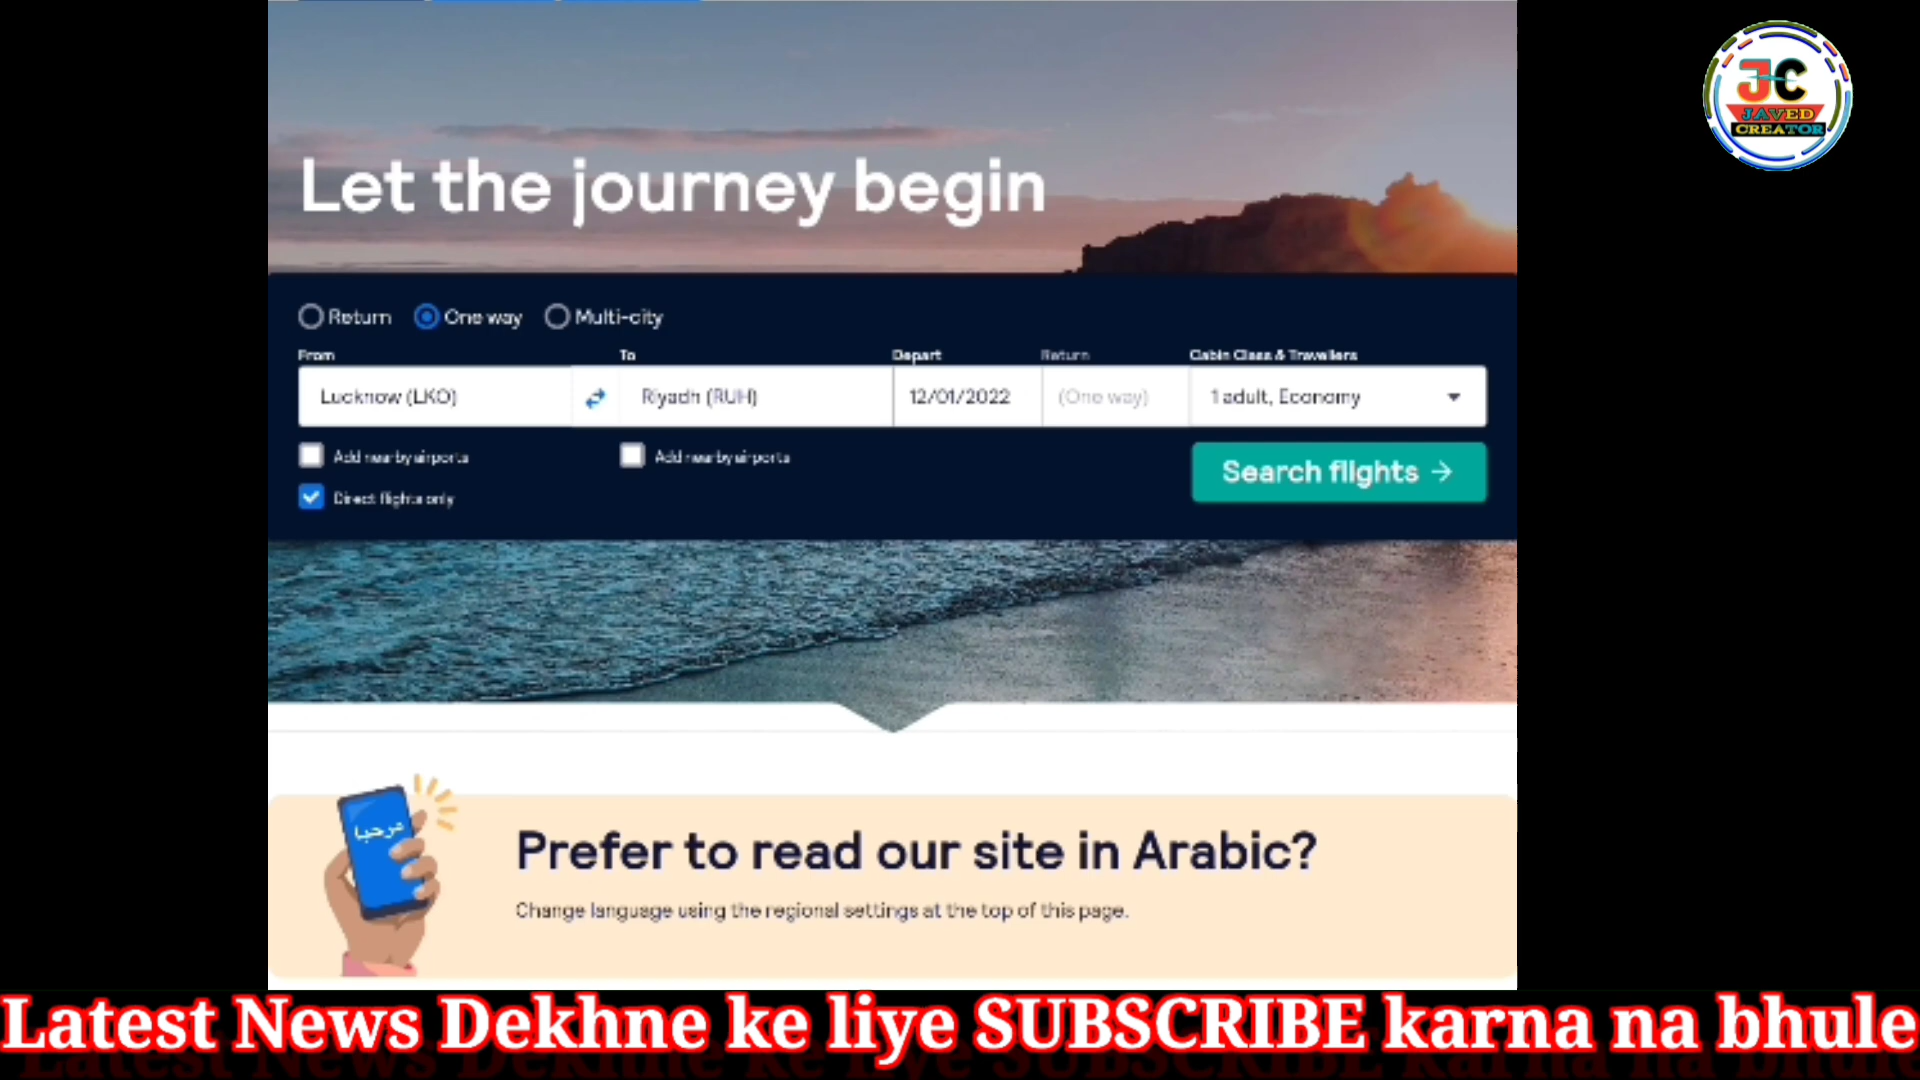 JC
JAVED
CREATOR
Let the journey begin
Return One way Multi-city
From To Depart Return Cabin Class & Travellers
Lucknow (LKO) Riyadh (RUH) 12/01/2022 (One way) 1 adult, Economy
Add nearby airports Add nearby airports
Search flights →
Direct flights only
مرحبا
Prefer to read our site in Arabic?
Change language using the regional settings at the top of this page.
Latest News Dekhne ke liye SUBSCRIBE karna na bhule